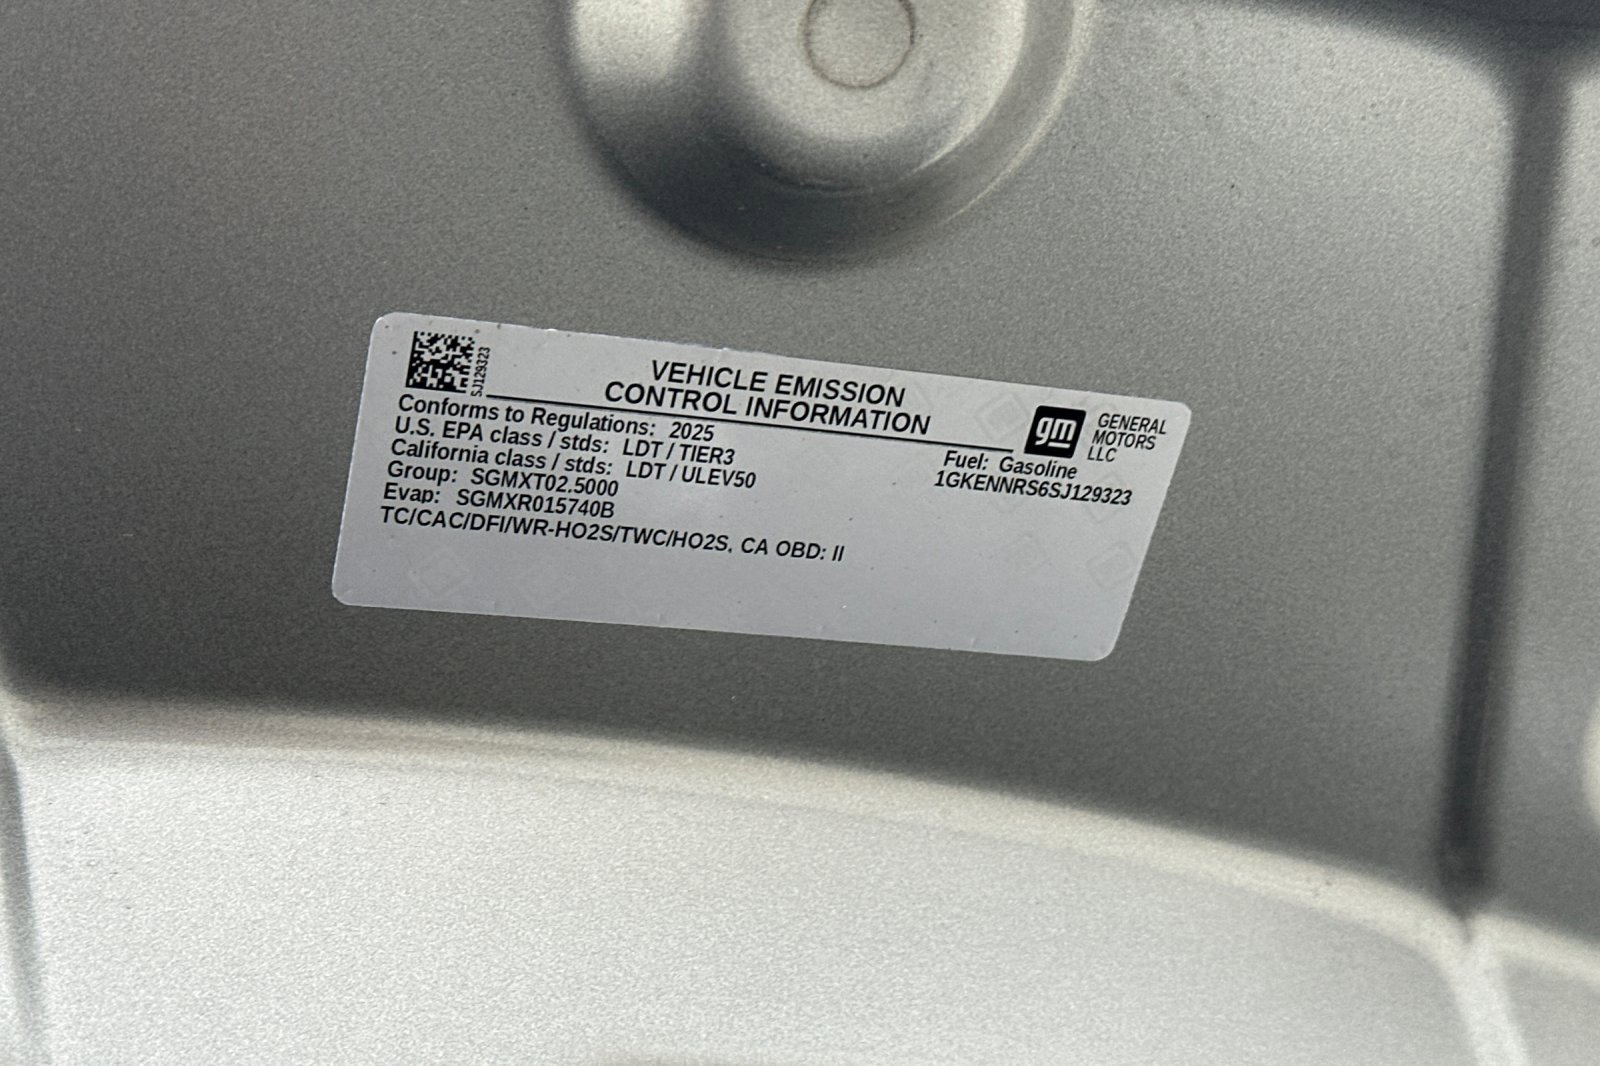 SJ129323
VEHICLE EMISSION
CONTROL INFORMATION
gm
GENERAL
MOTORS
LLC
Conforms to Regulations: 2025
U.S. EPA class / stds: LDT / TIER3
California class / stds: LDT / ULEV50
Group: SGMXT02.5000
Evap: SGMXR015740B
TC/CAC/DFI/WR-HO2S/TWC/HO2S, CA OBD: II
Fuel: Gasoline
1GKENNRS6SJ129323